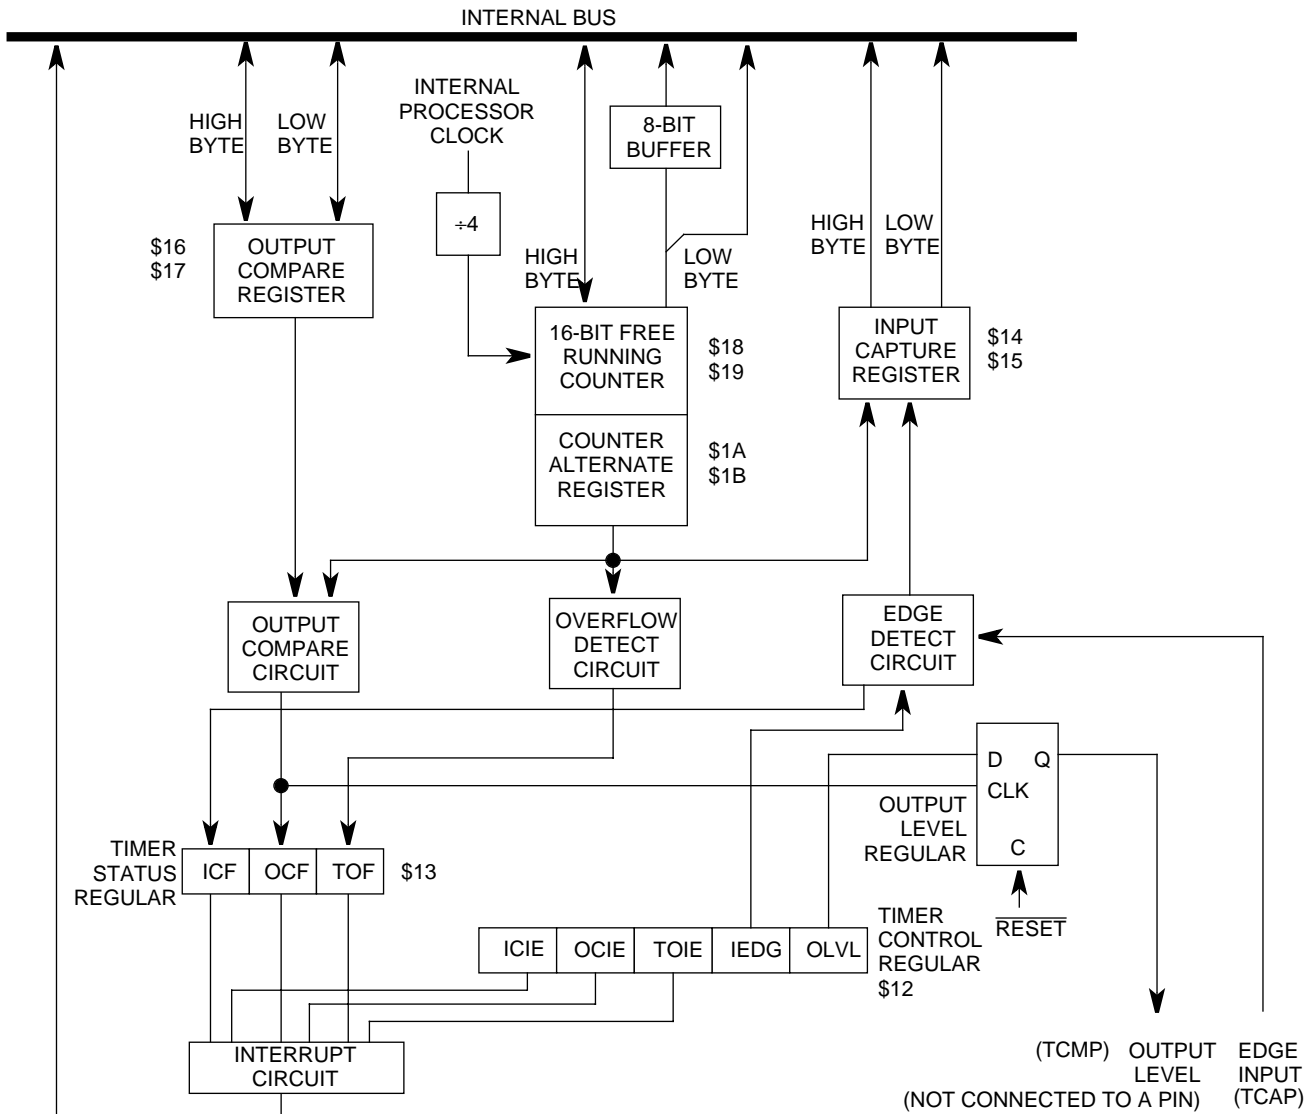 INTERNAL BUS
HIGH
BYTE
LOW
BYTE
INTERNAL
PROCESSOR
CLOCK
÷4
8-BIT
BUFFER
HIGH
BYTE
LOW
BYTE
HIGH
BYTE
LOW
BYTE
$16
$17
OUTPUT
COMPARE
REGISTER
16-BIT FREE
RUNNING
COUNTER
$18
$19
INPUT
CAPTURE
REGISTER
$14
$15
COUNTER
ALTERNATE
REGISTER
$1A
$1B
OUTPUT
COMPARE
CIRCUIT
OVERFLOW
DETECT
CIRCUIT
EDGE
DETECT
CIRCUIT
D Q
CLK
C
OUTPUT
LEVEL
REGULAR
RESET
TIMER
STATUS
REGULAR
ICF OCF TOF $13
ICIE OCIE TOIE IEDG OLVL
TIMER
CONTROL
REGULAR
$12
INTERRUPT
CIRCUIT
(TCMP) OUTPUT
LEVEL
(NOT CONNECTED TO A PIN)
EDGE
INPUT
(TCAP)